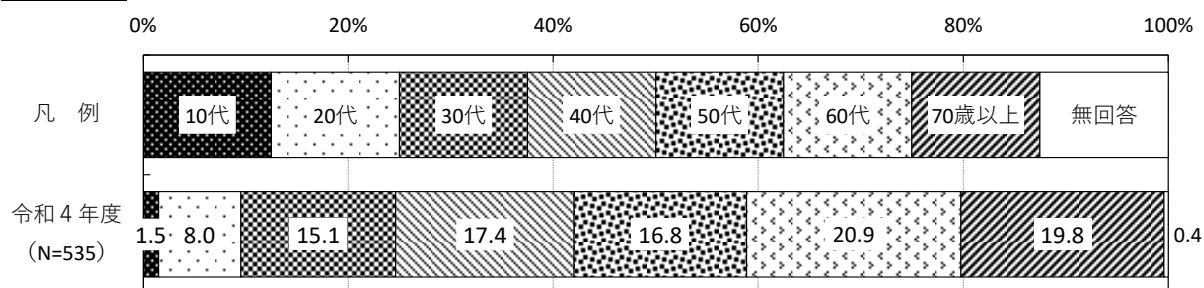 0% 20% 40% 60% 80% 100%
凡 例 10代 20代 30代 40代 50代 60代 70歳以上 無回答
令和4年度
(N=535)
1.5 8.0 15.1 17.4 16.8 20.9 19.8 0.4